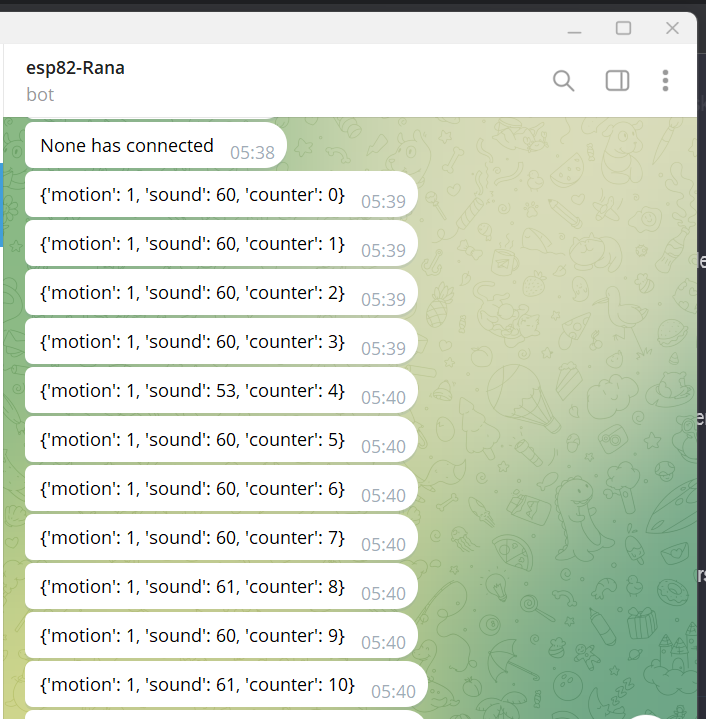 esp82-Rana
bot
None has connected 05:38
{'motion': 1, 'sound': 60, 'counter': 0} 05:39
{'motion': 1, 'sound': 60, 'counter': 1} 05:39
{'motion': 1, 'sound': 60, 'counter': 2} 05:39
{'motion': 1, 'sound': 60, 'counter': 3} 05:39
{'motion': 1, 'sound': 53, 'counter': 4} 05:40
{'motion': 1, 'sound': 60, 'counter': 5} 05:40
{'motion': 1, 'sound': 60, 'counter': 6} 05:40
{'motion': 1, 'sound': 60, 'counter': 7} 05:40
{'motion': 1, 'sound': 61, 'counter': 8} 05:40
{'motion': 1, 'sound': 60, 'counter': 9} 05:40
{'motion': 1, 'sound': 61, 'counter': 10} 05:40